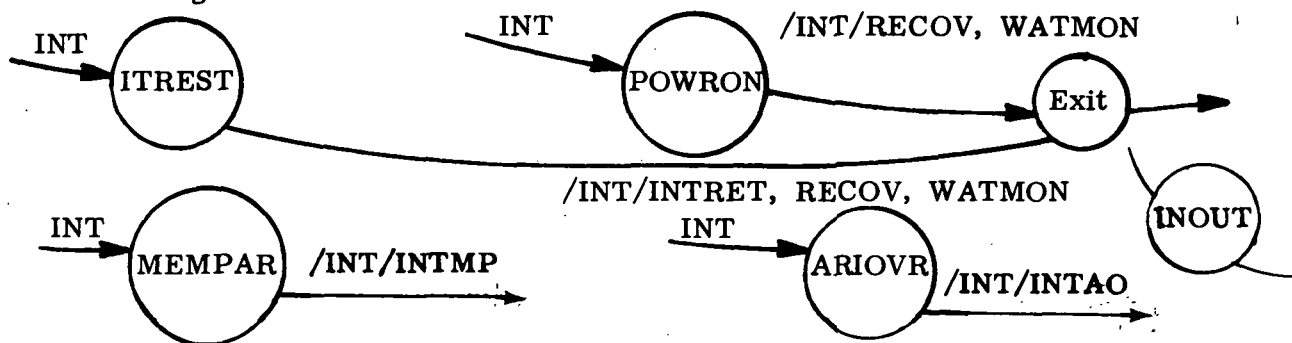 INT
ITREST
INT
POWRON
/INT/RECOV, WATMON
Exit
/INT/INTRET, RECOV, WATMON
INT
MEMPAR
/INT/INTMP
INT
ARIOVR
/INT/INTAO
INOUT